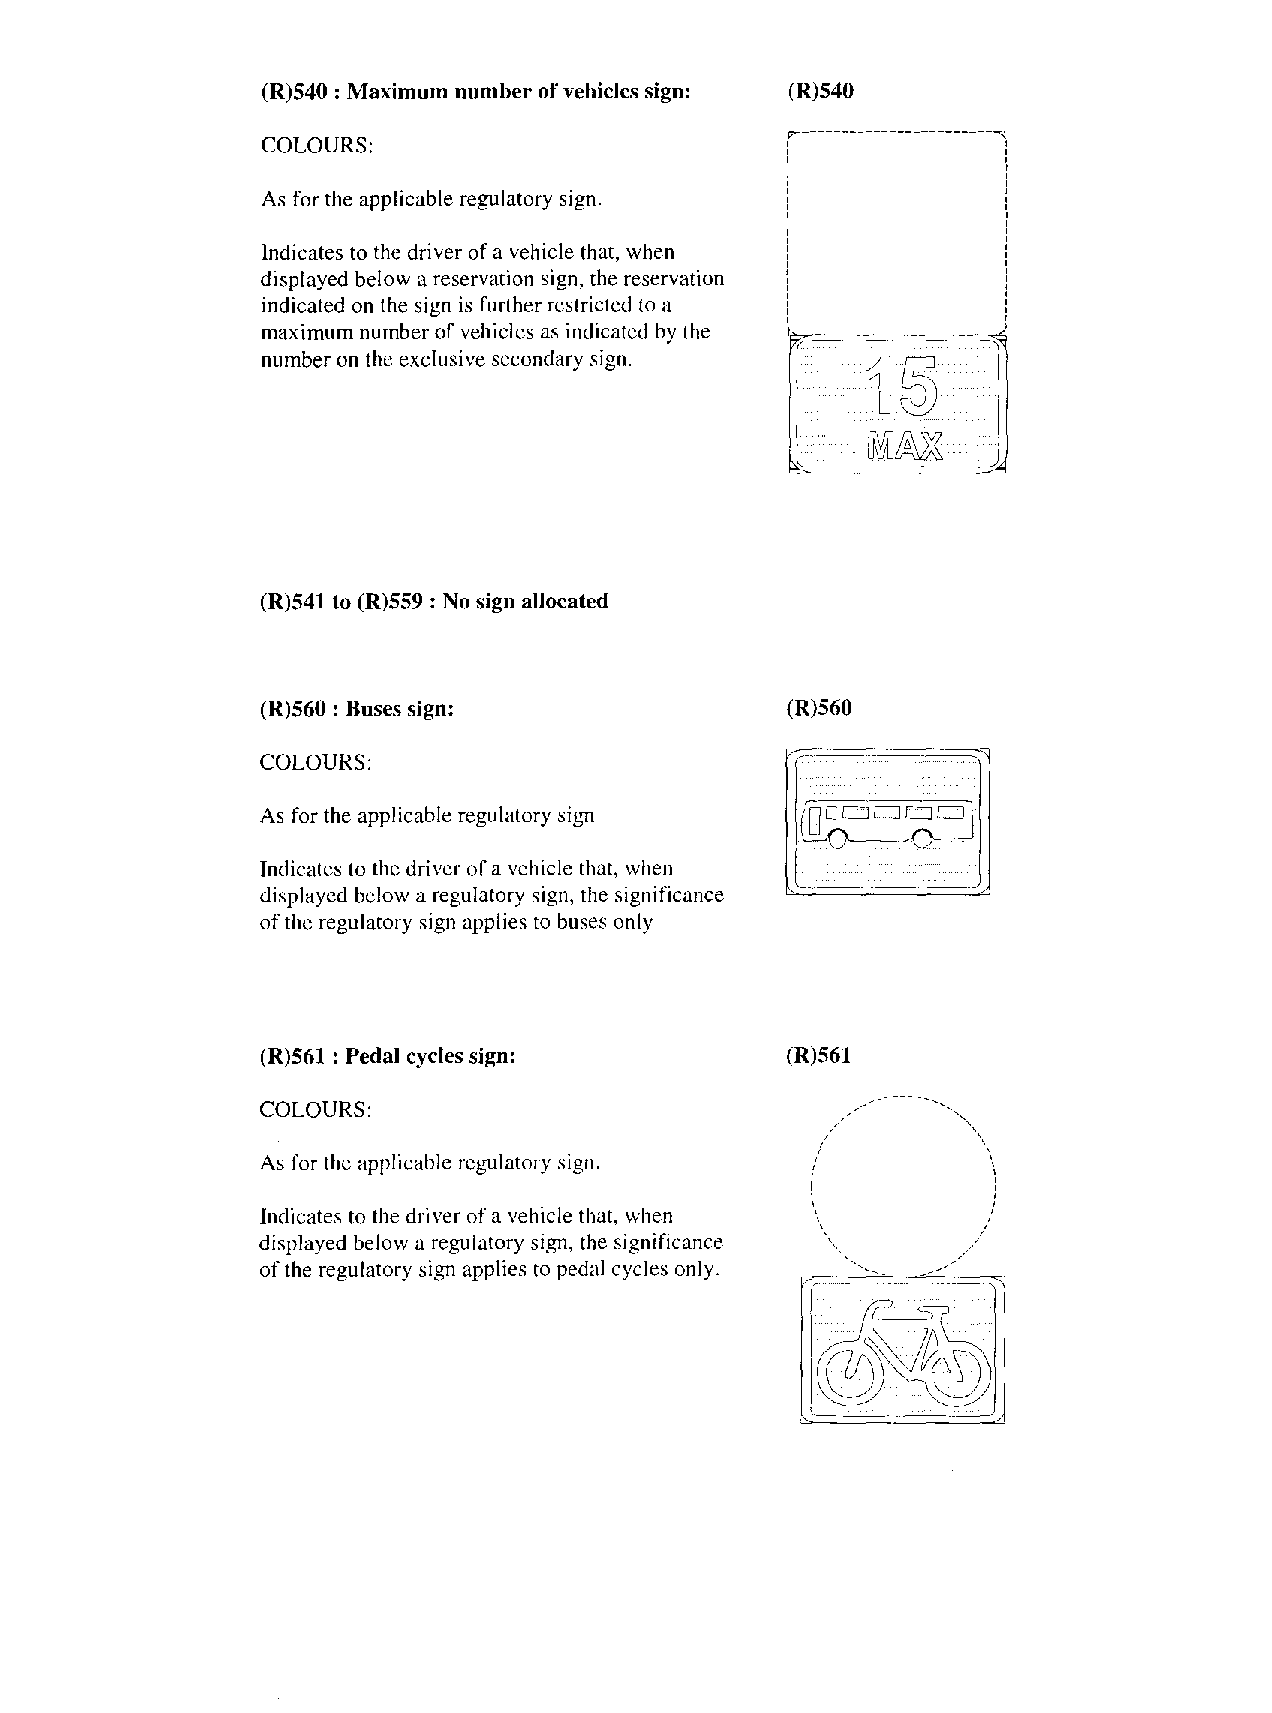 (R)540 : Maximum number of vehicles sign:
(R)540
COLOURS:
As for the applicable regulatory sign.
Indicates to the driver of a vehicle that, when
displayed below a reservation sign, the reservation
indicated on the sign is further restricted to a
maximum number of vehicles as indicated by the
number on the exclusive secondary sign.
15
MAX
(R)541 to (R)559 : No sign allocated
(R)560 : Buses sign:
(R)560
COLOURS:
As for the applicable regulatory sign
Indicates to the driver of a vehicle that, when
displayed below a regulatory sign, the significance
of the regulatory sign applies to buses only
(R)561 : Pedal cycles sign:
(R)561
COLOURS:
As for the applicable regulatory sign.
Indicates to the driver of a vehicle that, when
displayed below a regulatory sign, the significance
of the regulatory sign applies to pedal cycles only.